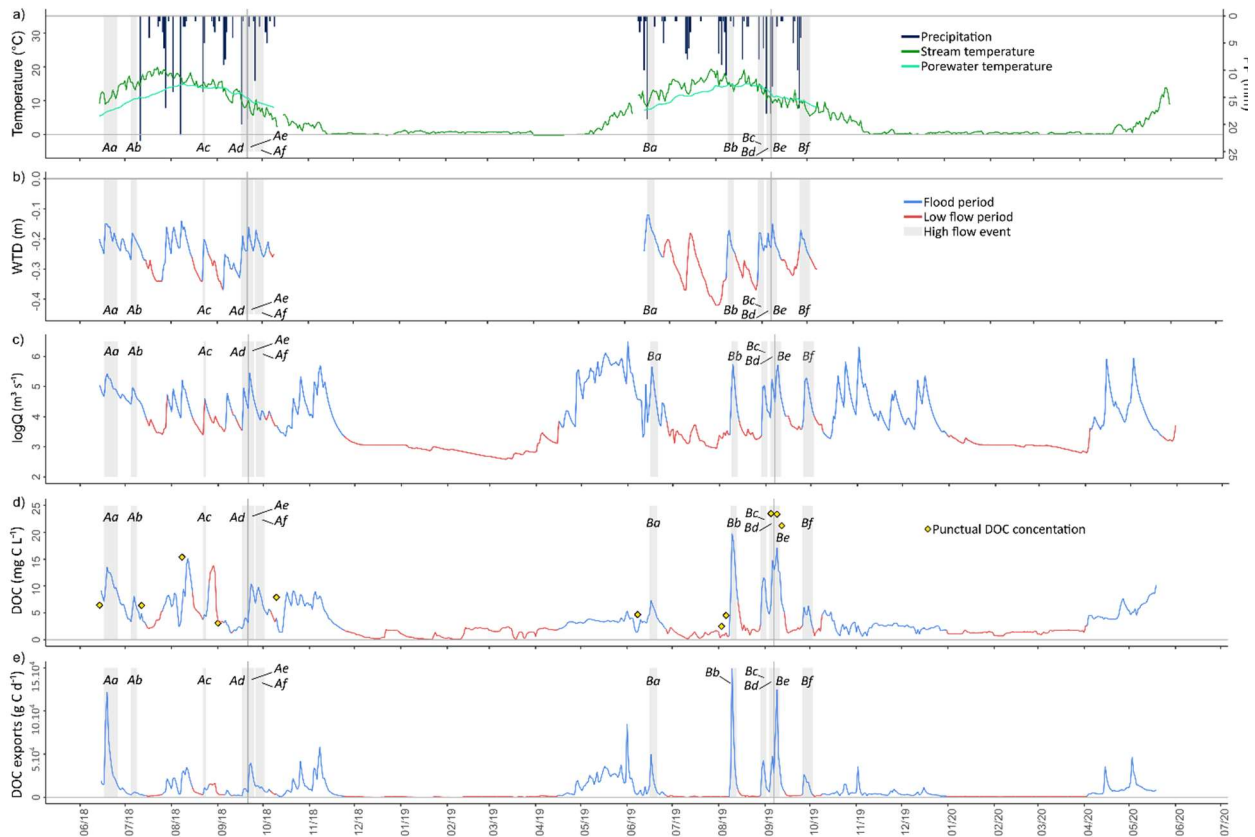 a)
Temperature (°C)
30
20
10
0
0
5
10
15
20
25
(mm)
Precipitation
Stream temperature
Porewater temperature
Aa
Ab
Ac
Ad
Ae
Af
Ba
Bb
Bc
Bd
Be
Bf
b)
WTD (m)
0.0
-0.1
-0.2
-0.3
-0.4
Flood period
Low flow period
High flow event
Aa
Ab
Ac
Ad
Ae
Af
Ba
Bb
Bc
Bd
Be
Bf
c)
logQ (m³ s⁻¹)
6
5
4
3
2
Aa
Ab
Ac
Ad
Ae
Af
Ba
Bb
Bc
Bd
Be
Bf
d)
DOC (mg C L⁻¹)
25
20
15
10
5
0
Punctual DOC concentation
Aa
Ab
Ac
Ad
Ae
Af
Ba
Bb
Bc
Bd
Be
Bf
e)
DOC exports (g C d⁻¹)
15.10⁴
10.10⁴
5.10⁴
0
Aa
Ab
Ac
Ad
Ae
Af
Ba
Bb
Bc
Bd
Be
Bf
06/18
07/18
08/18
09/18
10/18
11/18
12/18
01/19
02/19
03/19
04/19
05/19
06/19
07/19
08/19
09/19
10/19
11/19
12/19
01/20
02/20
03/20
04/20
05/20
06/20
07/20